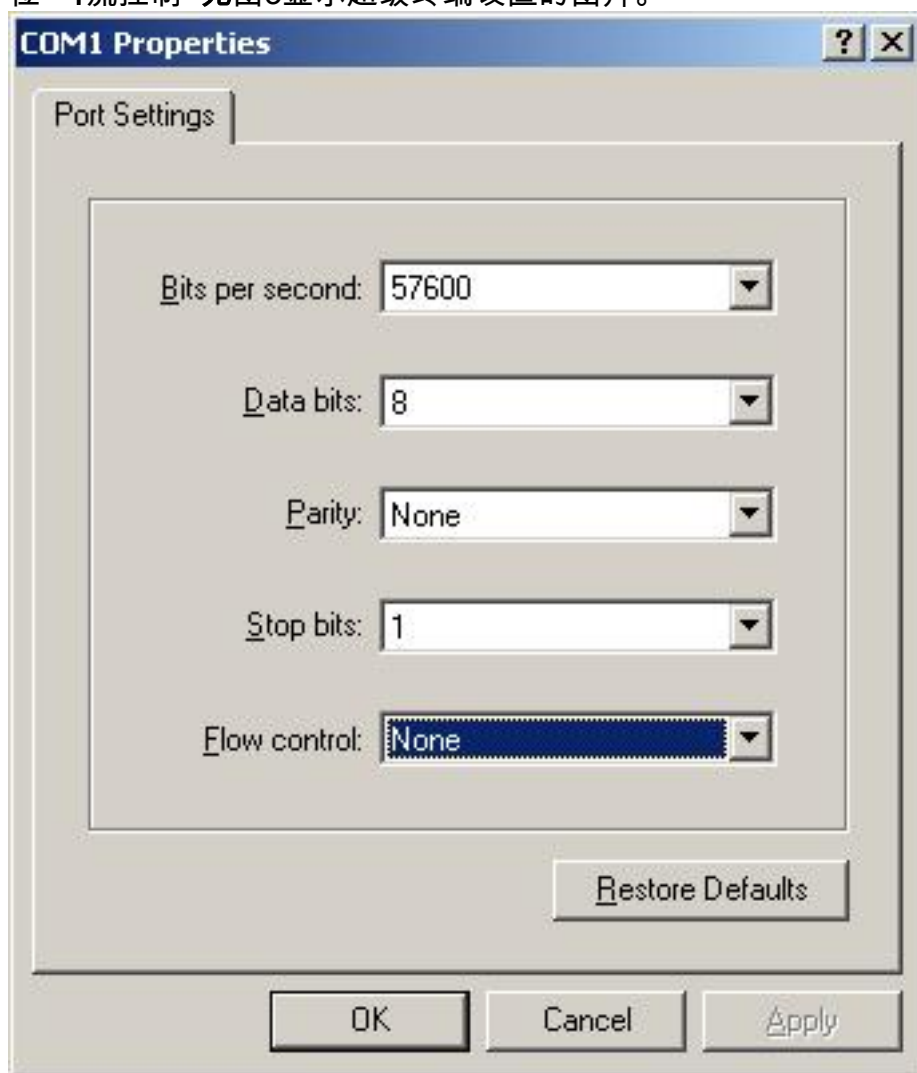 COM1 Properties
Port Settings
Bits per second: 57600
Data bits: 8
Parity: None
Stop bits: 1
Flow control: None
Restore Defaults
OK
Cancel
Apply